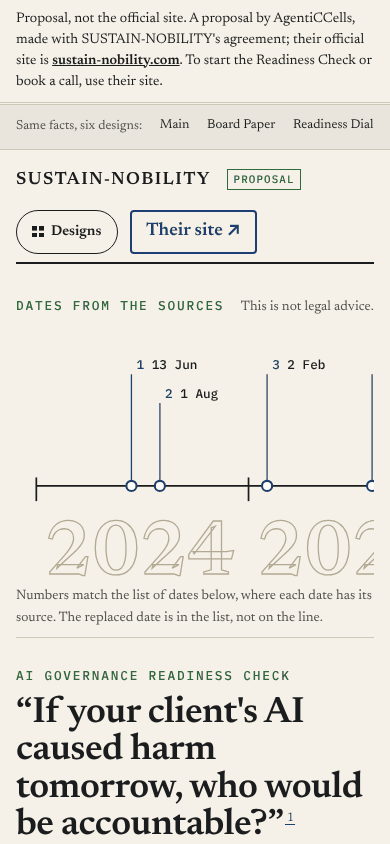 Proposal, not the official site. A proposal by AgentiCCells,
made with SUSTAIN-NOBILITY's agreement; their official
site is sustain-nobility.com. To start the Readiness Check or
book a call, use their site.
Same facts, six designs: Main Board Paper Readiness Dial
SUSTAIN-NOBILITY PROPOSAL
Designs Their site ↗
DATES FROM THE SOURCES This is not legal advice.
1 13 Jun 3 2 Feb
2 1 Aug
2024 202
Numbers match the list of dates below, where each date has its
source. The replaced date is in the list, not on the line.
AI GOVERNANCE READINESS CHECK
“If your client's AI
caused harm
tomorrow, who would
be accountable?” 1